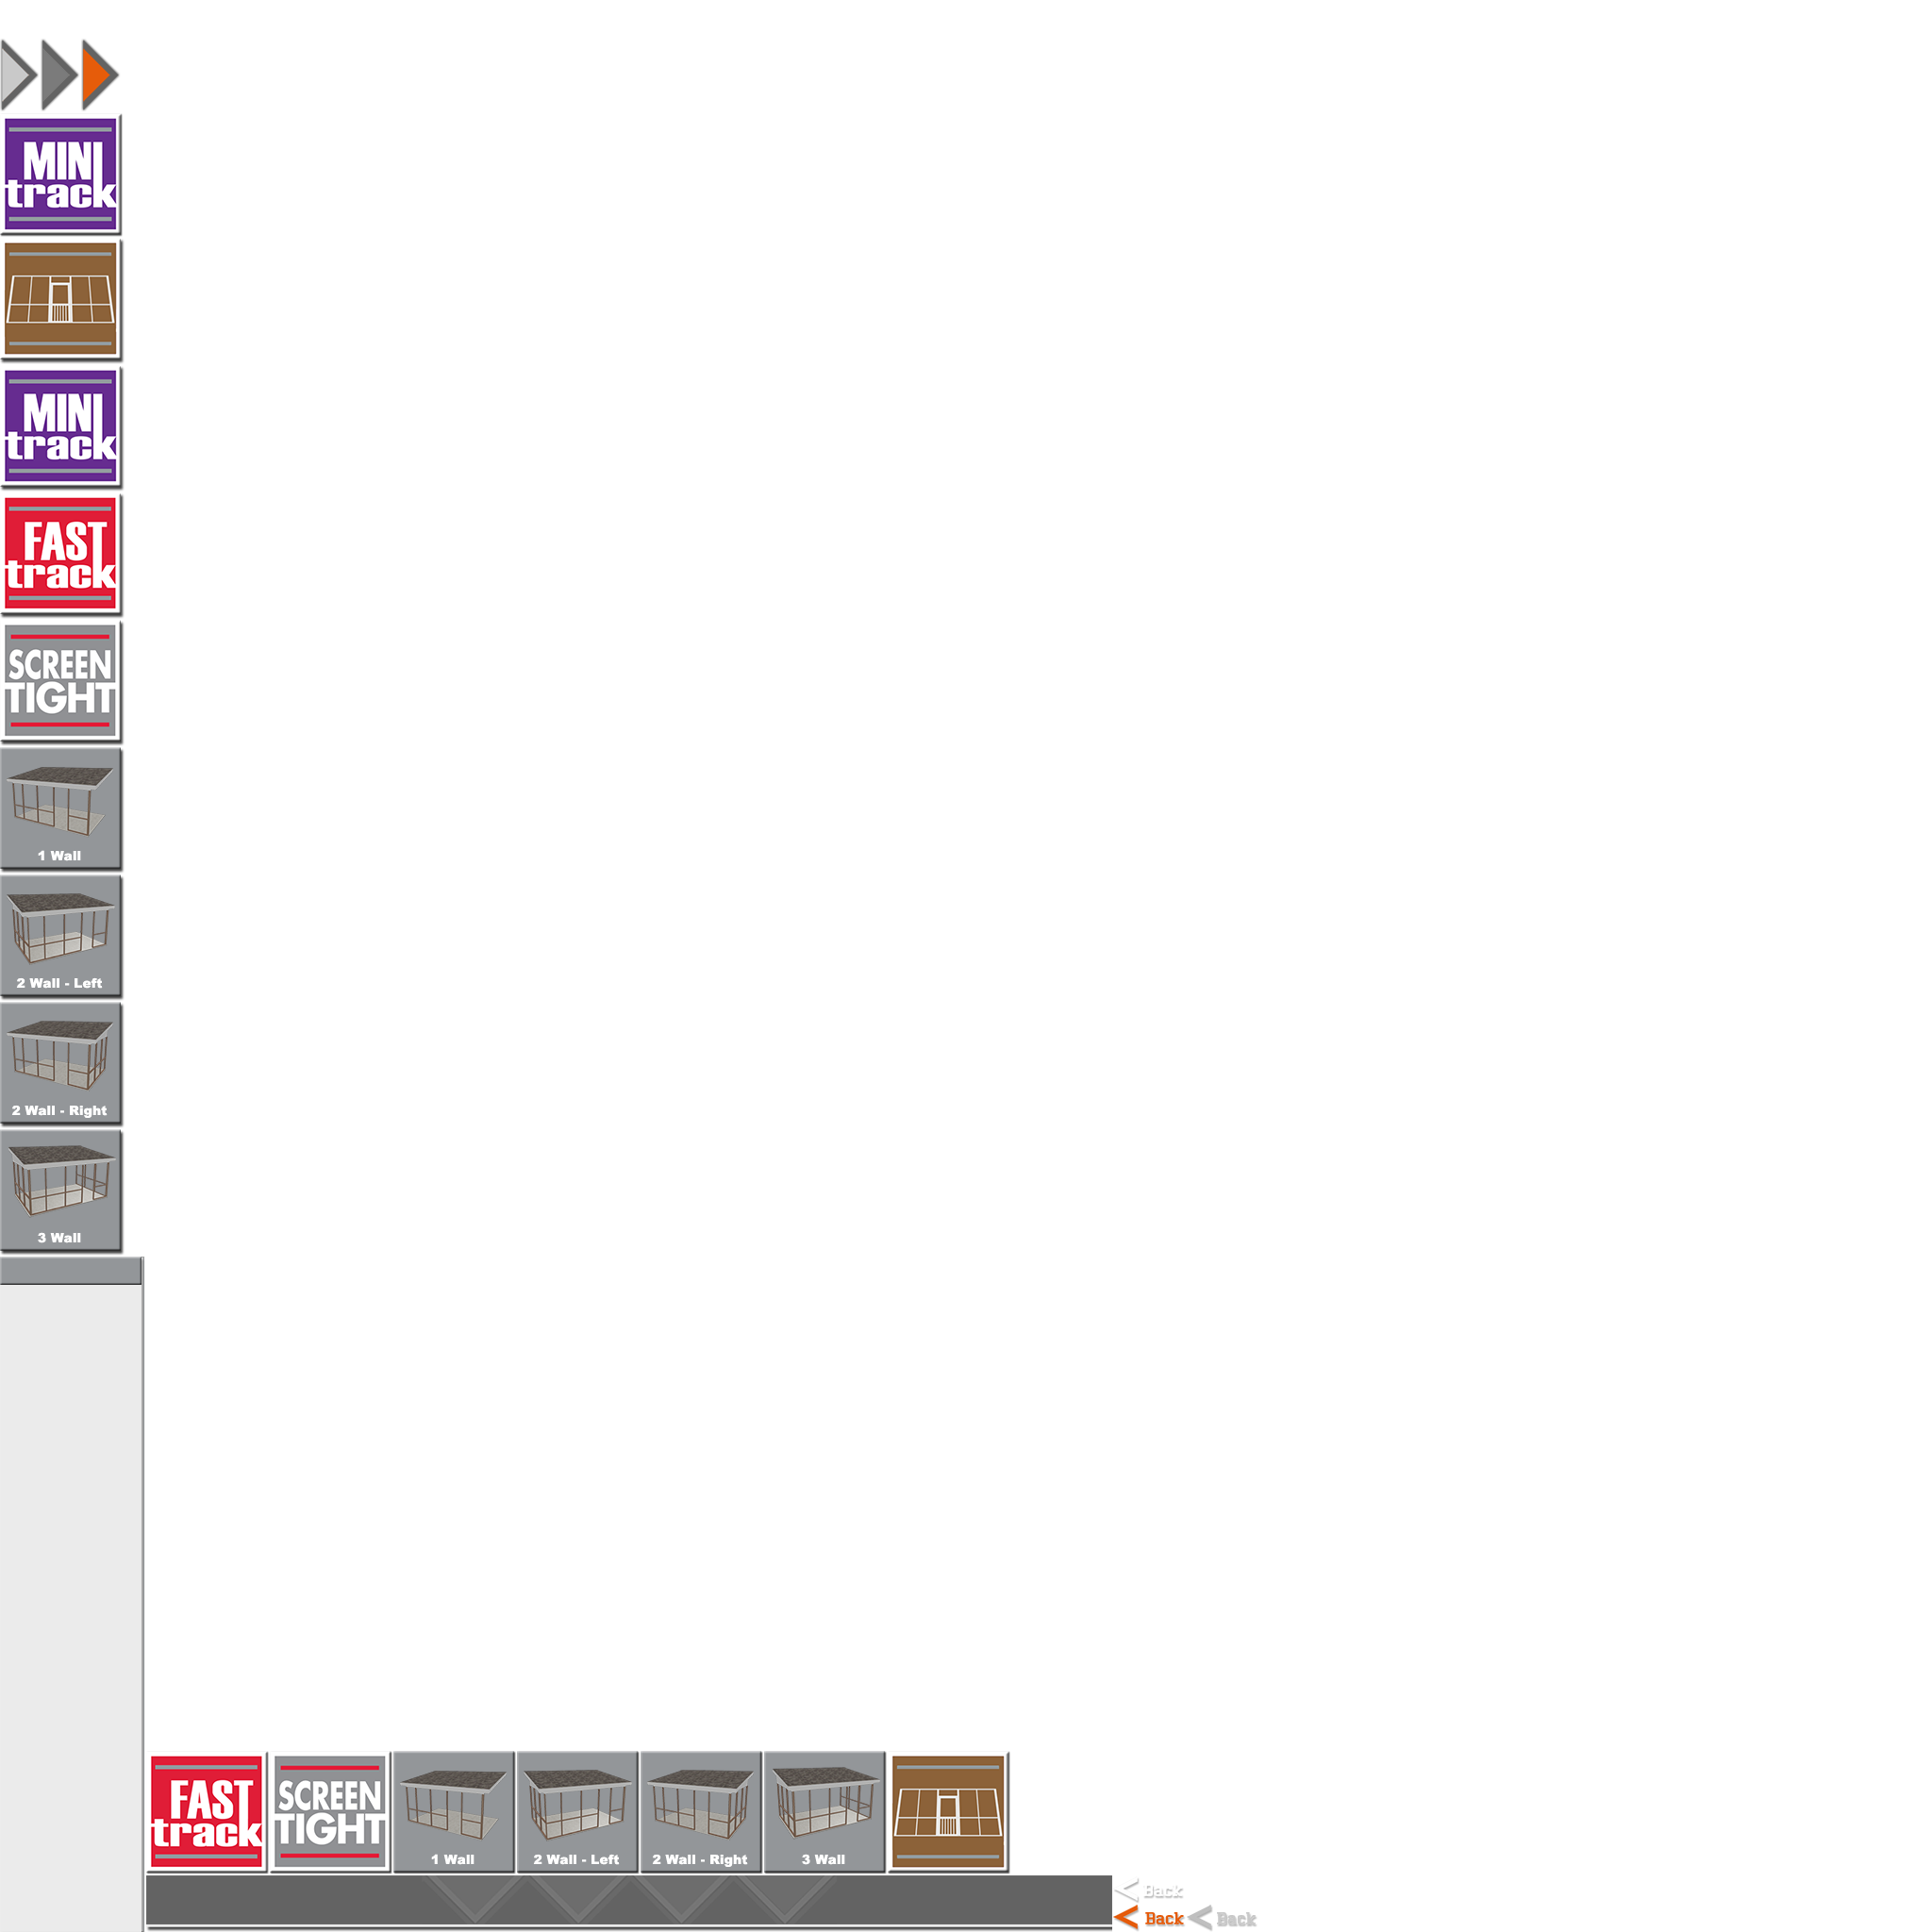 MINI
track
MINI
track
FAST
track
SCREEN
TIGHT
1 Wall
2 Wall - Left
2 Wall - Right
3 Wall
FAST
track
SCREEN
TIGHT
1 Wall
2 Wall - Left
2 Wall - Right
3 Wall
Back
Back
Back